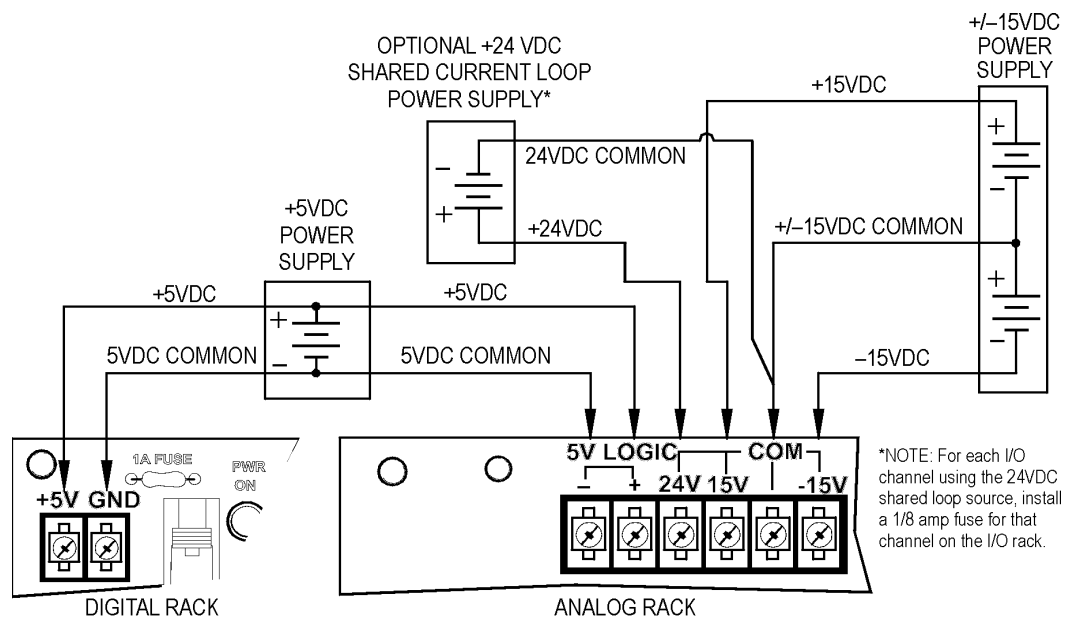 +/–15VDC
POWER
SUPPLY
OPTIONAL +24 VDC
SHARED CURRENT LOOP
POWER SUPPLY*
+15VDC
+
–
24VDC COMMON
–
+
+24VDC
+/–15VDC COMMON
+
–
–15VDC
+5VDC
POWER
SUPPLY
+5VDC
+
+5VDC
5VDC COMMON
–
5VDC COMMON
1A FUSE
PWR
ON
+5V GND
DIGITAL RACK
5V LOGIC
COM
– + 24V 15V -15V
ANALOG RACK
*NOTE: For each I/O
channel using the 24VDC
shared loop source, install
a 1/8 amp fuse for that
channel on the I/O rack.